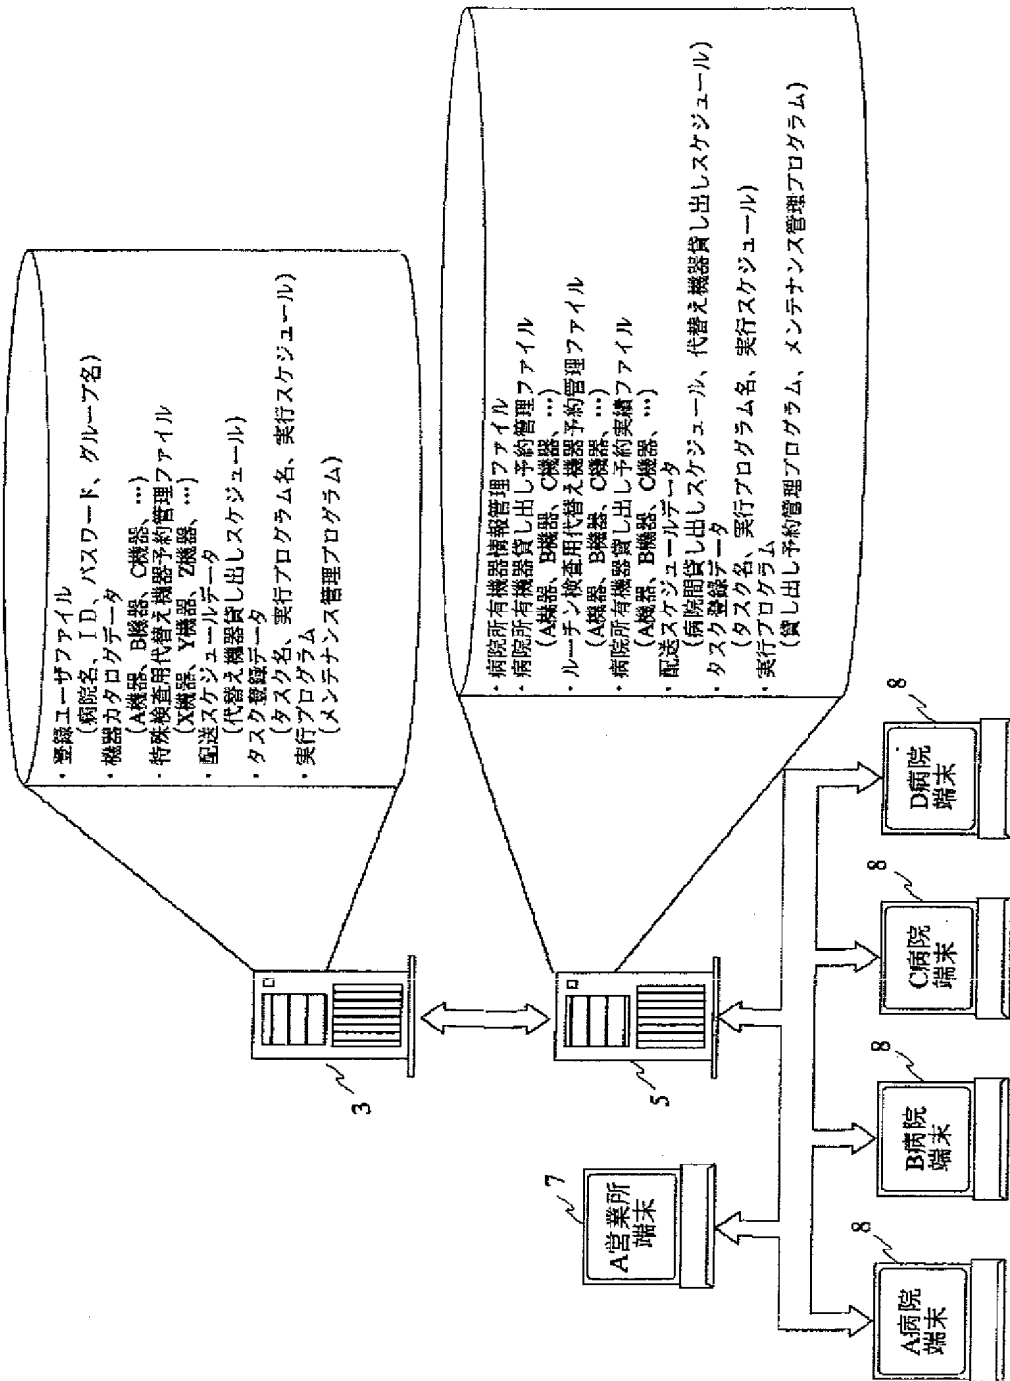 ・登録ユーザファイル
(病院名、ID、パスワード、グループ名)
・機器カタログデータ
(A機器、B機器、C機器、…)
・特殊検査用代替え機器予約管理ファイル
(X機器、Y機器、Z機器、…)
・配送スケジュールデータ
(代替え機器貸し出しスケジュール)
・タスク登録データ
(タスク名、実行プログラム名、実行スケジュール)
・実行プログラム
(メンテナンス管理プログラム)
3
・病院所有機器情報管理ファイル
・病院所有機器貸し出し予約管理ファイル
(A機器、B機器、C機器、…)
・ルーチン検査用代替え機器予約管理ファイル
(A機器、B機器、C機器、…)
・病院所有機器貸し出し予約実績ファイル
(A機器、B機器、C機器、…)
・配送スケジュールデータ
(病院間貸し出しスケジュール、代替え機器貸し出しスケジュール)
・タスク登録データ
(タスク名、実行プログラム名、実行スケジュール)
・実行プログラム
(貸し出し予約管理プログラム、メンテナンス管理プログラム)
5
7
A営業所
端末
8
A病院
端末
8
B病院
端末
8
C病院
端末
8
D病院
端末